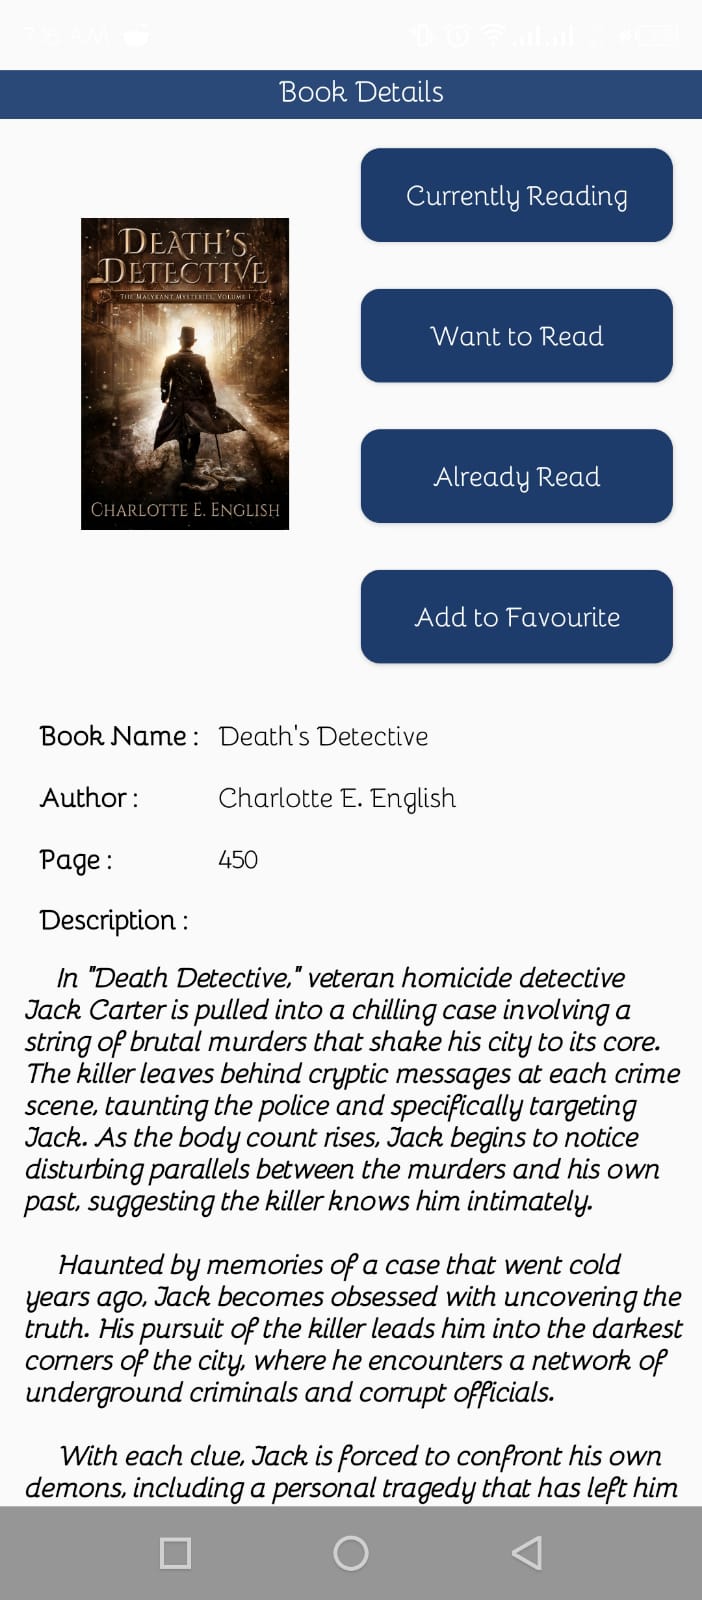 7:16 AM
Book Details
DEATH'S
DETECTIVE
THE MALYKANT MYSTERIES, VOLUME 1
CHARLOTTE E. ENGLISH
Currently Reading
Want to Read
Already Read
Add to Favourite
Book Name : Death's Detective
Author : Charlotte E. English
Page : 450
Description :
In "Death Detective," veteran homicide detective
Jack Carter is pulled into a chilling case involving a
string of brutal murders that shake his city to its core.
The killer leaves behind cryptic messages at each crime
scene, taunting the police and specifically targeting
Jack. As the body count rises, Jack begins to notice
disturbing parallels between the murders and his own
past, suggesting the killer knows him intimately.
Haunted by memories of a case that went cold
years ago, Jack becomes obsessed with uncovering the
truth. His pursuit of the killer leads him into the darkest
corners of the city, where he encounters a network of
underground criminals and corrupt officials.
With each clue, Jack is forced to confront his own
demons, including a personal tragedy that has left him